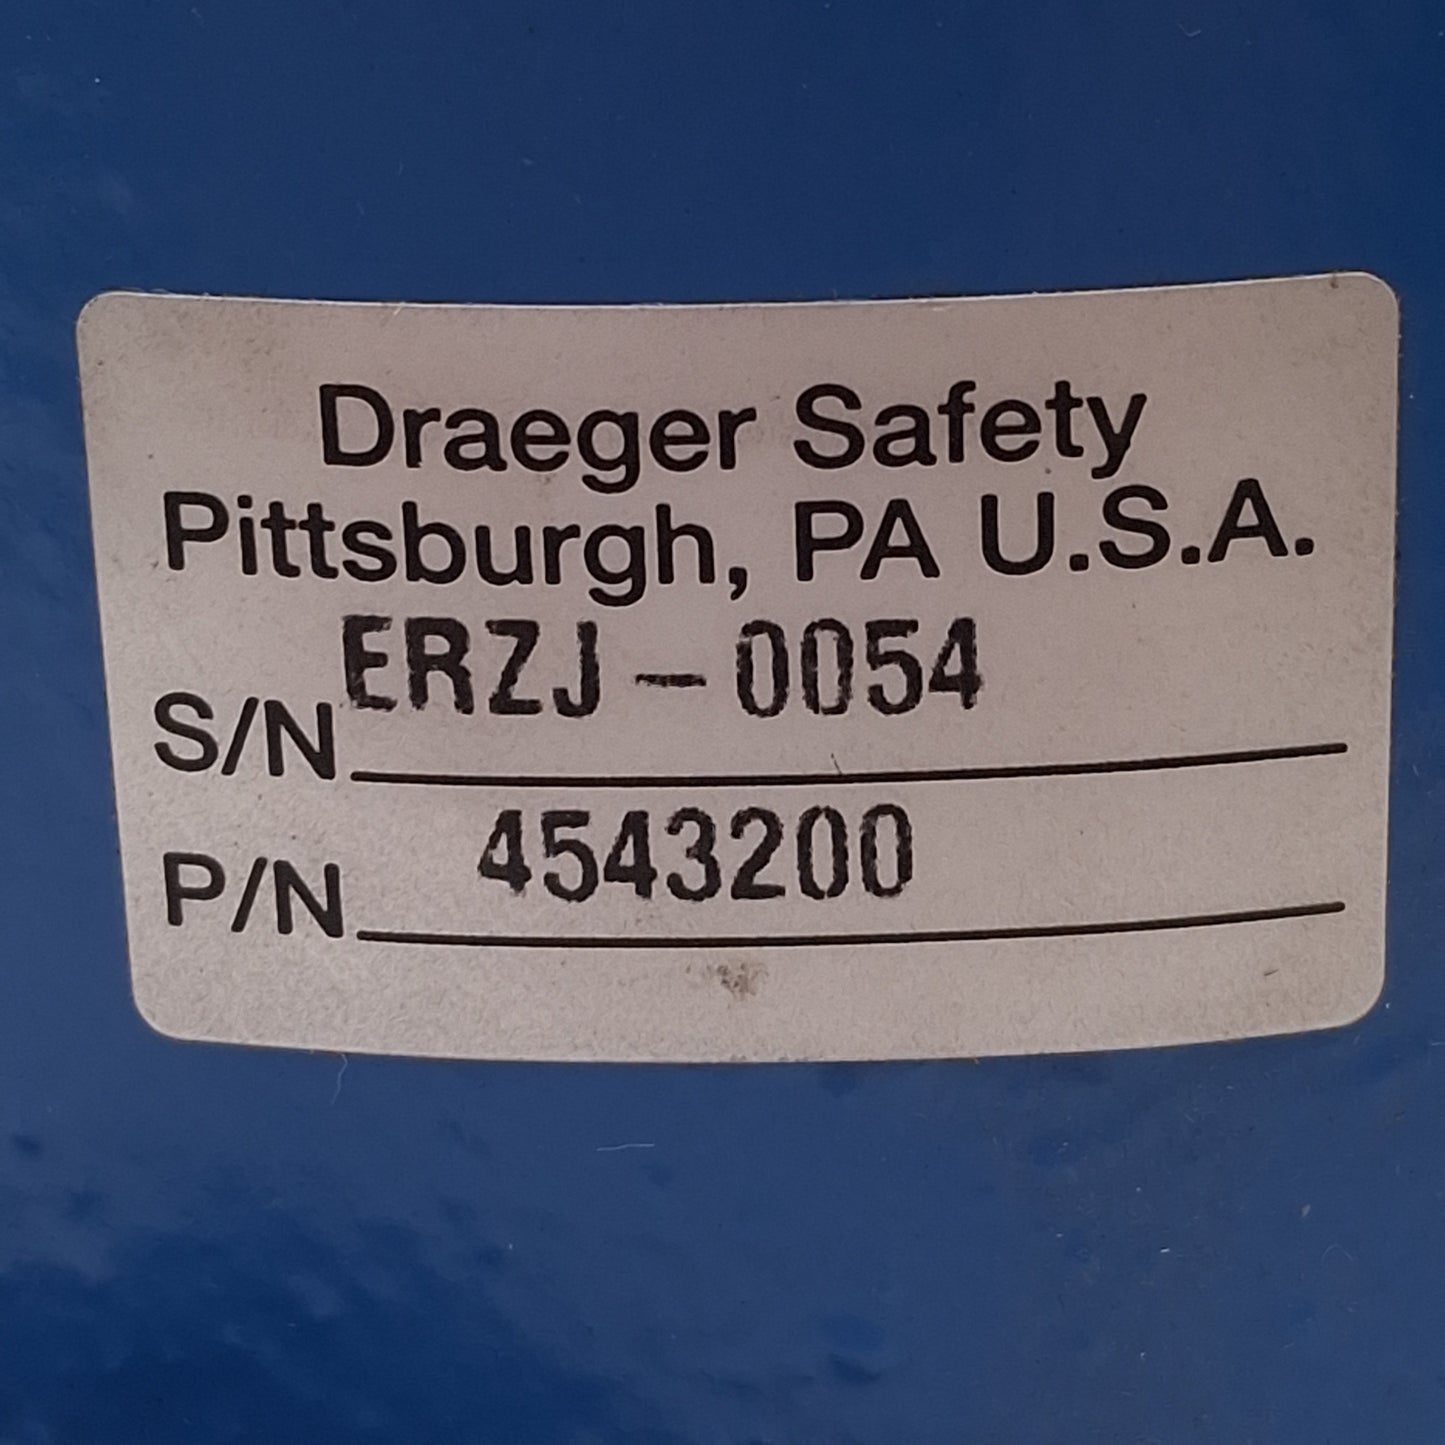 Draeger Safety
Pittsburgh, PA U.S.A.
S/N ERZJ-0054
P/N 4543200